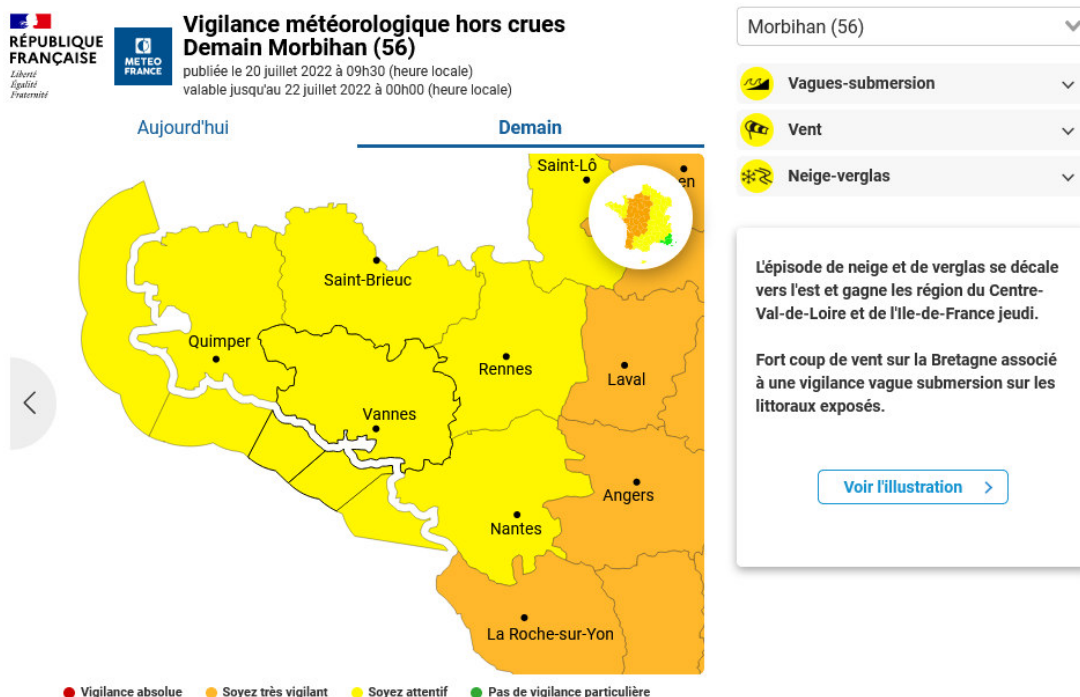 RÉPUBLIQUE
FRANÇAISE
Liberté
Égalité
Fraternité
METEO
FRANCE
Vigilance météorologique hors crues
Demain Morbihan (56)
publiée le 20 juillet 2022 à 09h30 (heure locale)
valable jusqu'au 22 juillet 2022 à 00h00 (heure locale)
Aujourd'hui
Demain
Saint-Lô
en
Saint-Brieuc
Quimper
Rennes
Laval
Vannes
Angers
Nantes
La Roche-sur-Yon
Vigilance absolue
Soyez très vigilant
Soyez attentif
Pas de vigilance particulière
Morbihan (56)
Vagues-submersion
Vent
Neige-verglas
L'épisode de neige et de verglas se décale
vers l'est et gagne les région du Centre-
Val-de-Loire et de l'Ile-de-France jeudi.
Fort coup de vent sur la Bretagne associé
à une vigilance vague submersion sur les
littoraux exposés.
Voir l'illustration